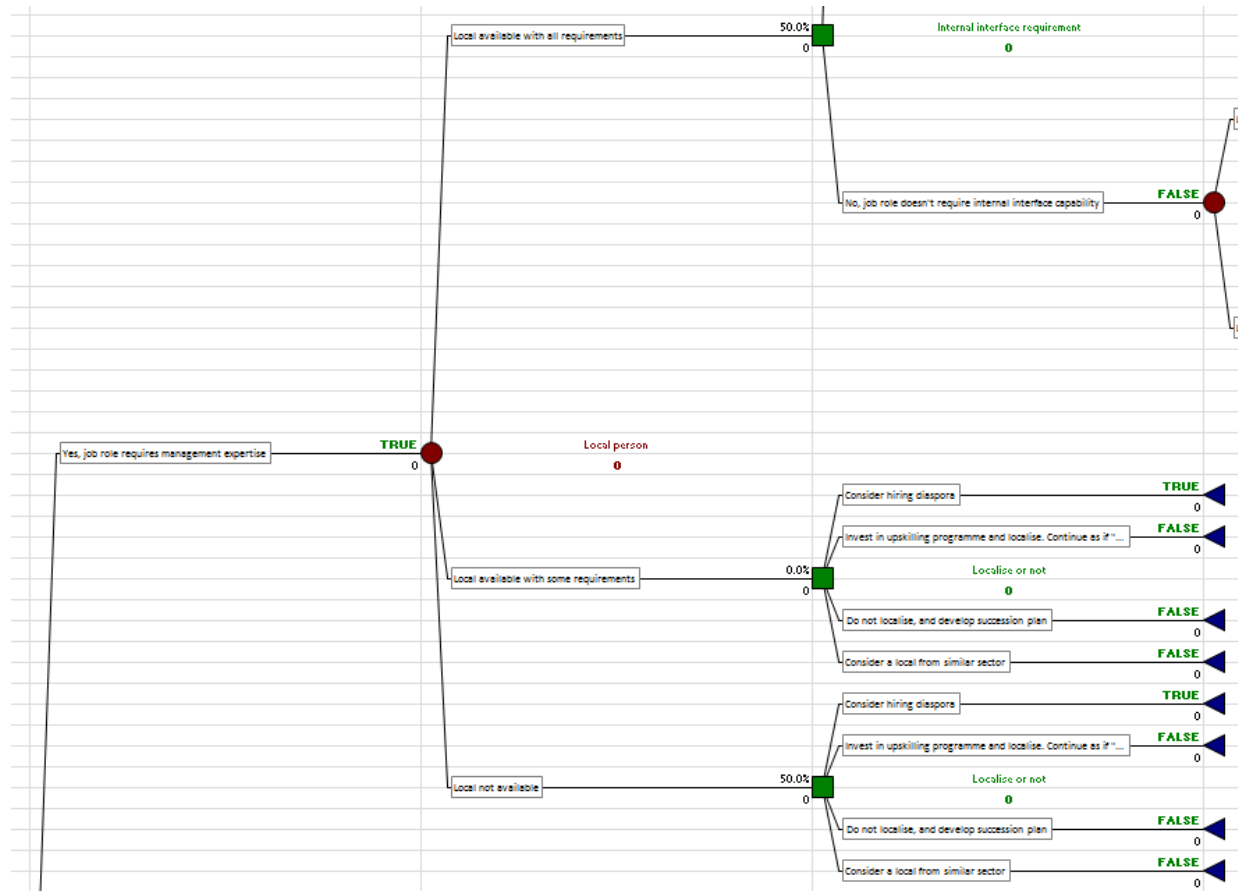 50.0%
Local available with all requirements
Internal interface requirement
0
0
FALSE
No, job role doesn't require internal interface capability
0
TRUE
Local person
Yes, job role requires management expertise
0
0
TRUE
Consider hiring diaspora
0
FALSE
Invest in upskilling programme and localise. Continue as if "...
0
0.0%
Localise or not
Local available with some requirements
0
0
FALSE
Do not localise, and develop succession plan
0
FALSE
Consider a local from similar sector
0
TRUE
Consider hiring diaspora
0
FALSE
Invest in upskilling programme and localise. Continue as if "...
0
50.0%
Localise or not
Local not available
0
0
FALSE
Do not localise, and develop succession plan
0
FALSE
Consider a local from similar sector
0